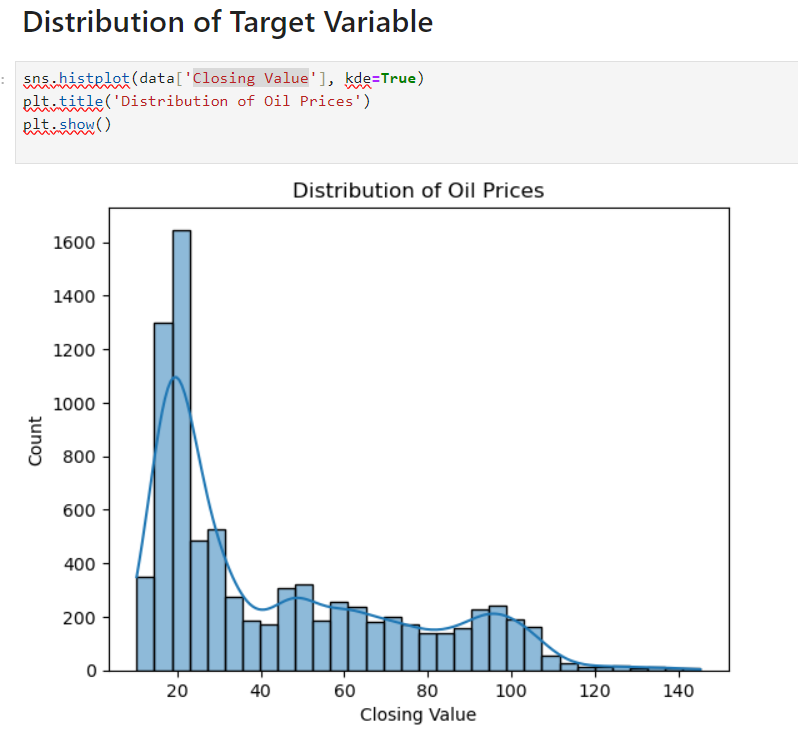 Distribution of Target Variable
:
sns.histplot(data['Closing Value'], kde=True)
plt.title('Distribution of Oil Prices')
plt.show()
Distribution of Oil Prices
1600
1400
1200
1000
800
600
400
200
0
Count
20 40 60 80 100 120 140
Closing Value